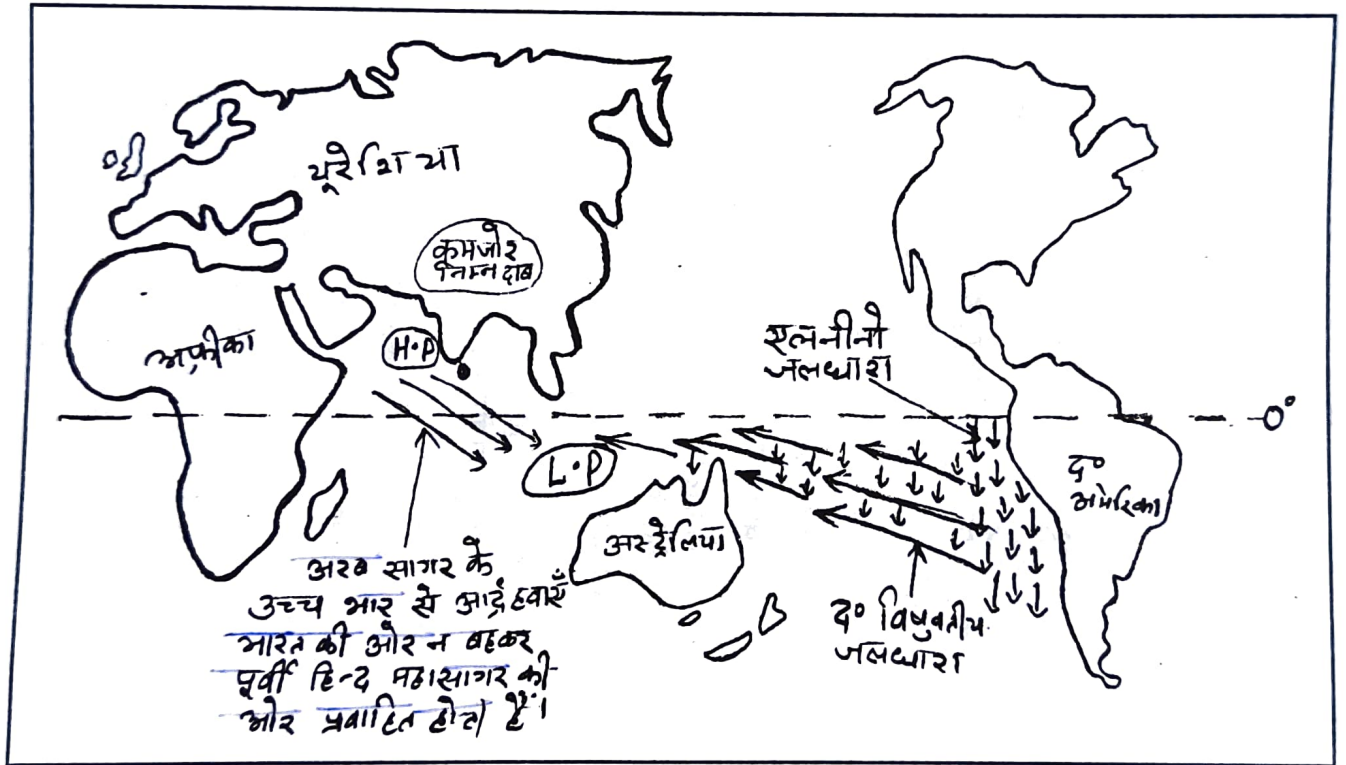 यूरेशिया
कमजोर
निम्न दाब
अफ्रीका
H.P
एलनीनो
जलधारा
0°
L.P
द०
अमेरिका
आस्ट्रेलिया
अरब सागर के
उच्च भार से आर्द्र हवाएँ
भारत की ओर न बहकर
पूर्वी हिन्द महासागर की
ओर प्रवाहित होती हैं।
द० विषुवतीय
जलधारा